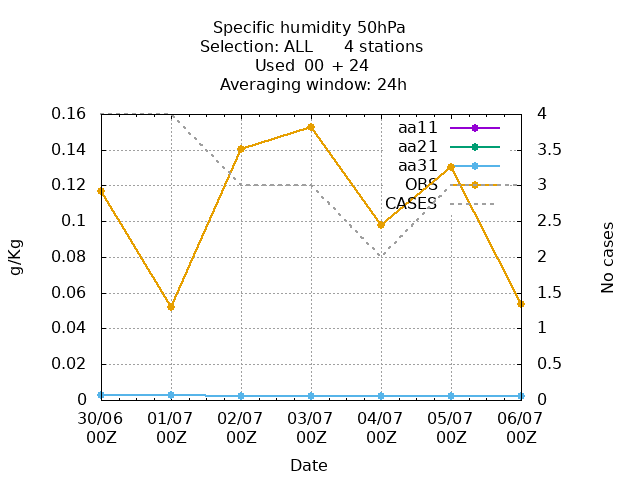 Specific humidity 50hPa
Selection: ALL 4 stations
Used 00 + 24
Averaging window: 24h
0.16
0.14
0.12
0.1
0.08
0.06
0.04
0.02
0
4
3.5
3
2.5
2
1.5
1
0.5
0
aa11
aa21
aa31
OBS
CASES
g/Kg
No cases
30/06 01/07 02/07 03/07 04/07 05/07 06/07
00Z 00Z 00Z 00Z 00Z 00Z 00Z
Date